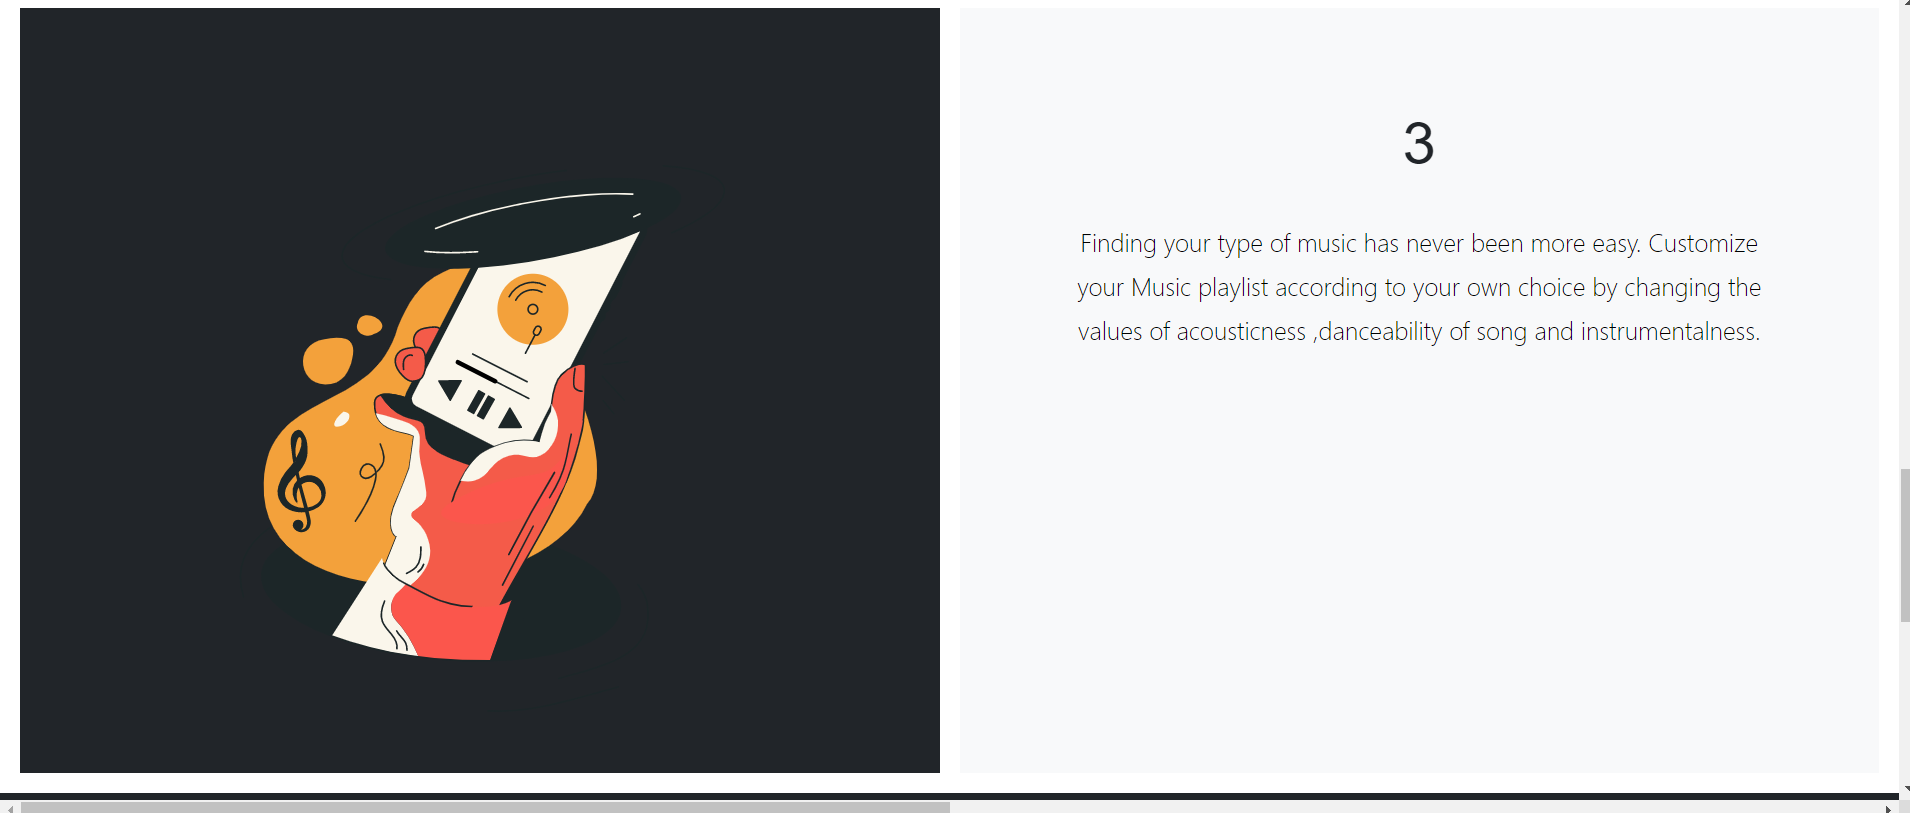 3
Finding your type of music has never been more easy. Customize
your Music playlist according to your own choice by changing the
values of acousticness ,danceability of song and instrumentalness.